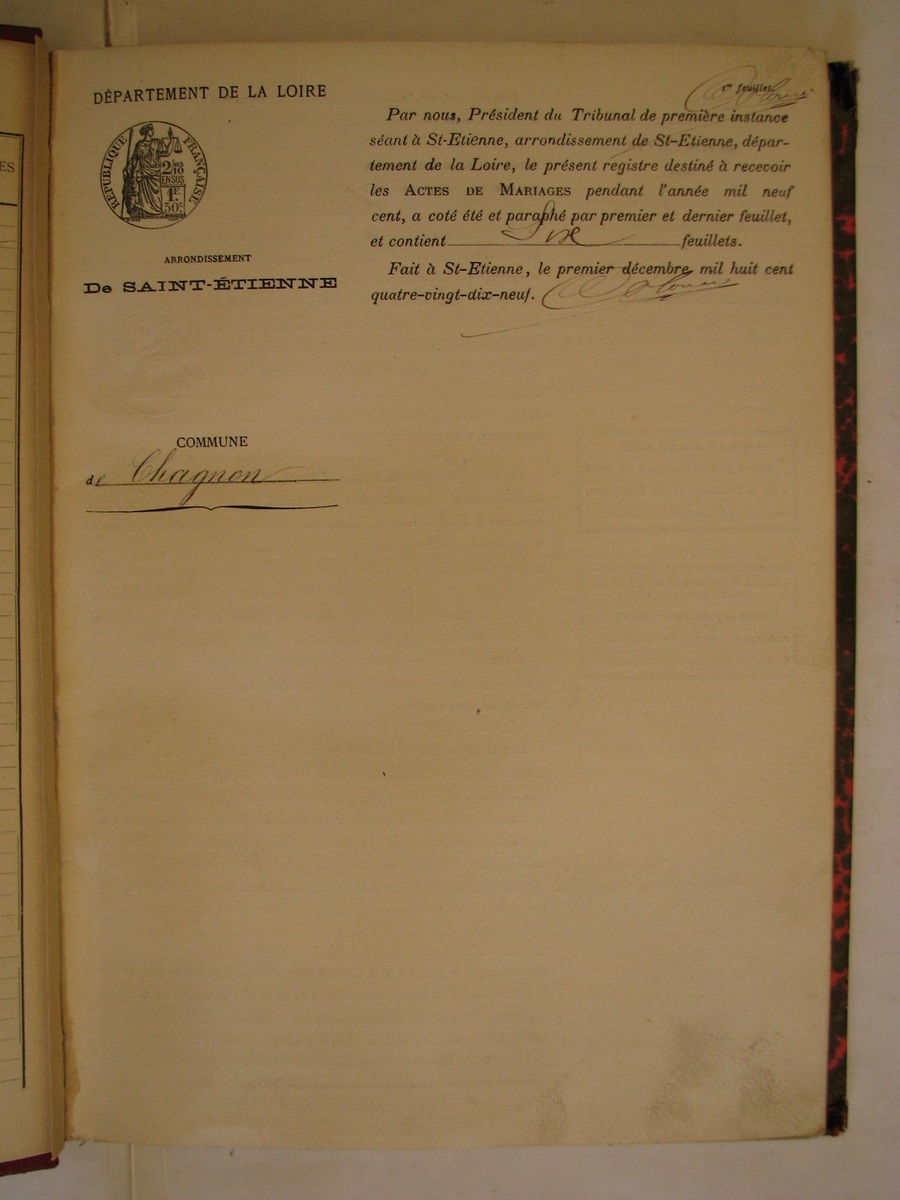 ES
DÉPARTEMENT DE LA LOIRE
RÉPUBLIQUE FRANÇAISE
2/10
EN SUS
1F.
50c.
ARRONDISSEMENT
De SAINT-ÉTIENNE
COMMUNE
de Chagnon
1er feuillet.
Par nous, Président du Tribunal de première instance
séant à St-Etienne, arrondissement de St-Etienne, dépar-
tement de la Loire, le présent registre destiné à recevoir
les ACTES DE MARIAGES pendant l'année mil neuf
cent, a coté été et paraphé par premier et dernier feuillet,
et contient Six feuillets.
Fait à St-Etienne, le premier décembre mil huit cent
quatre-vingt-dix-neuf.